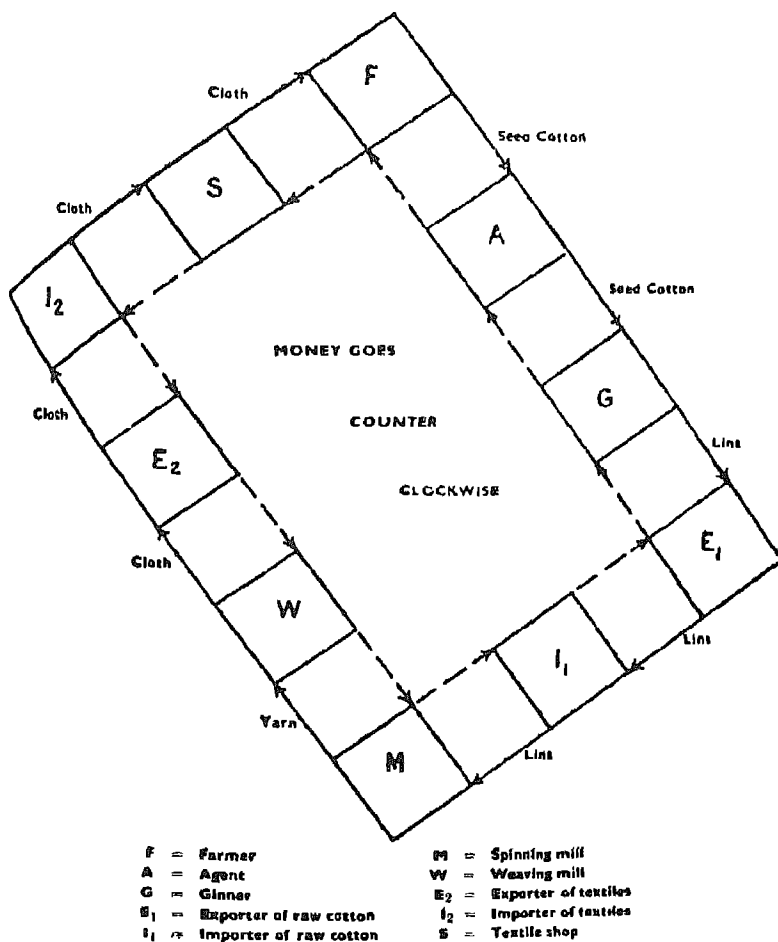 F
Cloth
Seed Cotton
S
Cloth
A
I₂
Seed Cotton
MONEY GOES
Cloth
G
COUNTER
Lint
E₂
CLOCKWISE
Cloth
E₁
W
Lint
I₁
Yarn
Lint
M
F = Farmer
A = Agent
G = Ginner
E₁ = Exporter of raw cotton
I₁ = Importer of raw cotton
M = Spinning mill
W = Weaving mill
E₂ = Exporter of textiles
I₂ = Importer of textiles
S = Textile shop